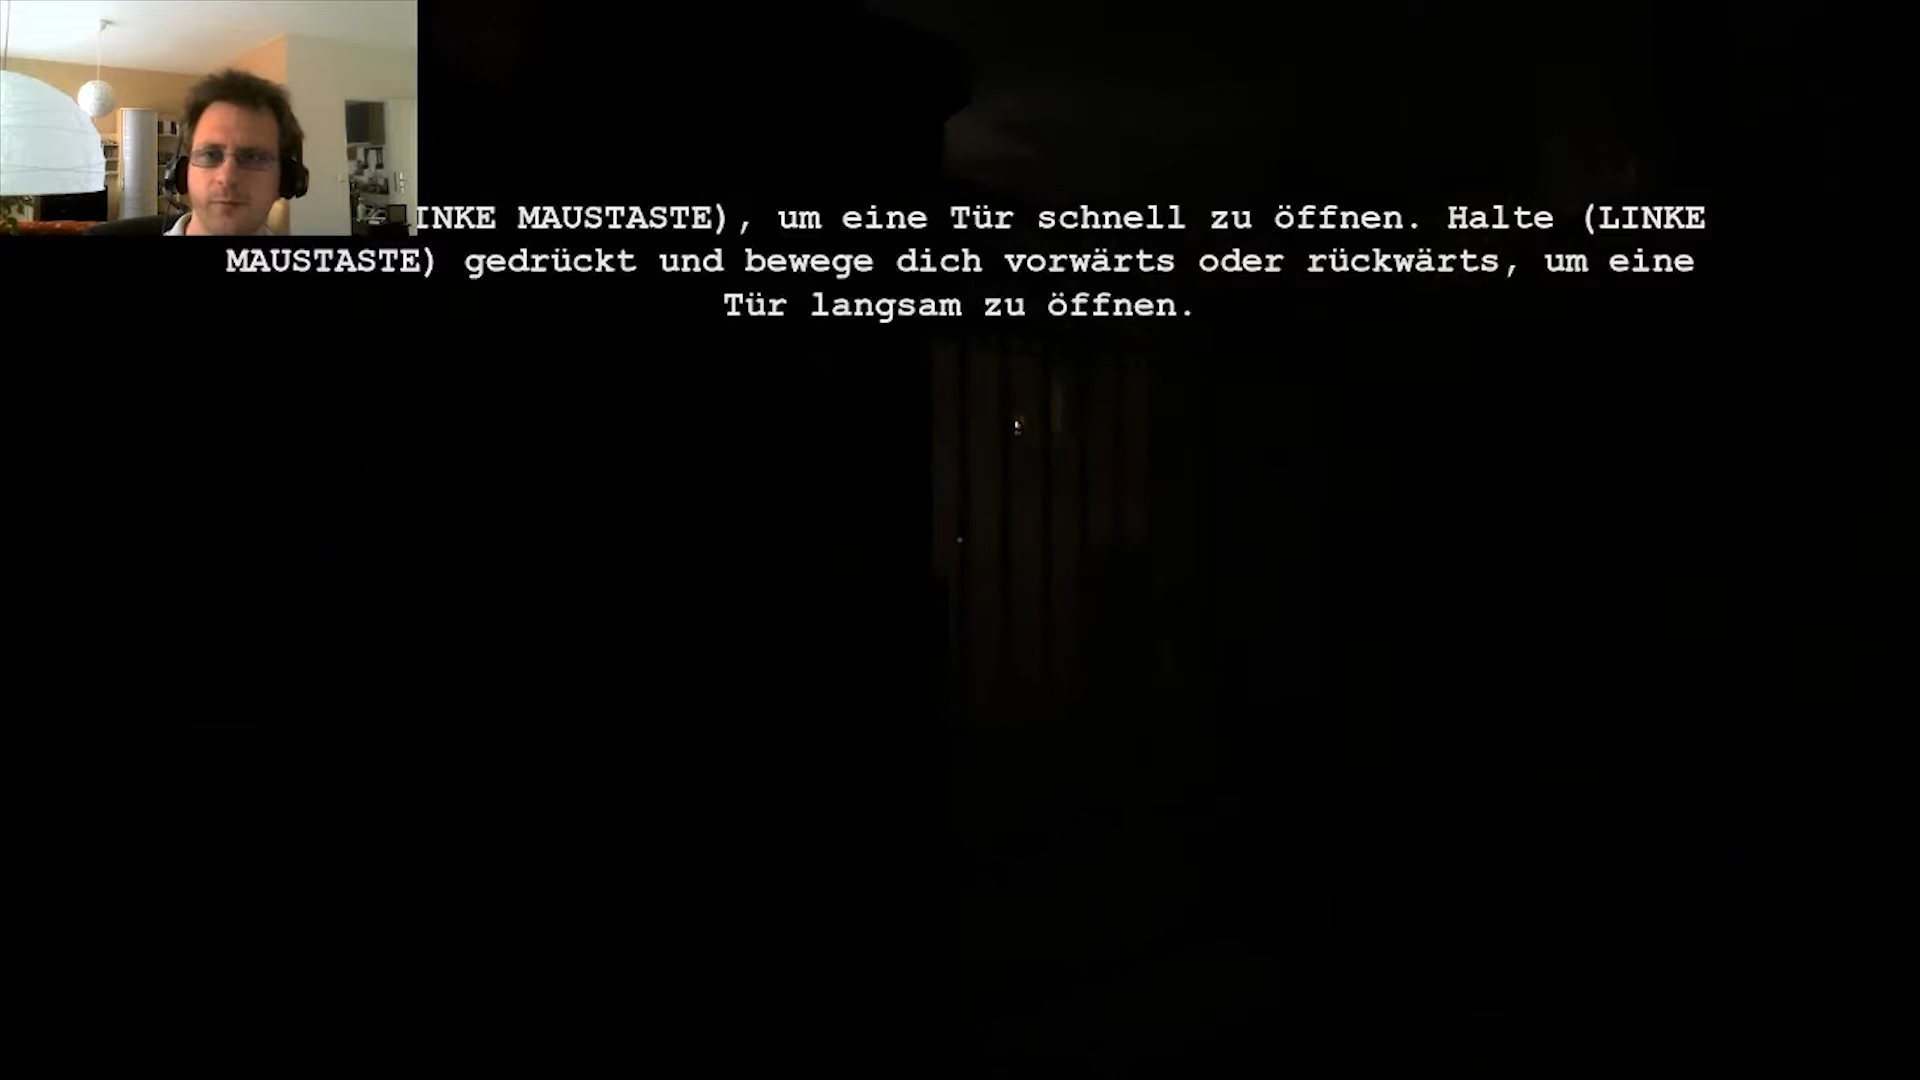 INKE MAUSTASTE), um eine Tür schnell zu öffnen. Halte (LINKE
MAUSTASTE) gedrückt und bewege dich vorwärts oder rückwärts, um eine
Tür langsam zu öffnen.